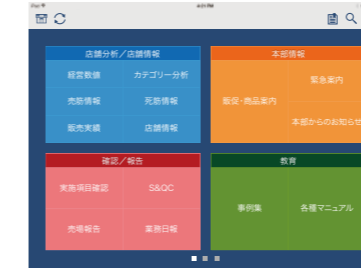 店舗分析／店舗情報
経営数値 カテゴリー分析
売筋情報 死筋情報
販売実績 店舗情報
本部情報
販促・商品案内
緊急案内
本部からのお知らせ
確認／報告
実施項目確認 S&QC
売場報告 業務日報
教育
事例集 各種マニュアル